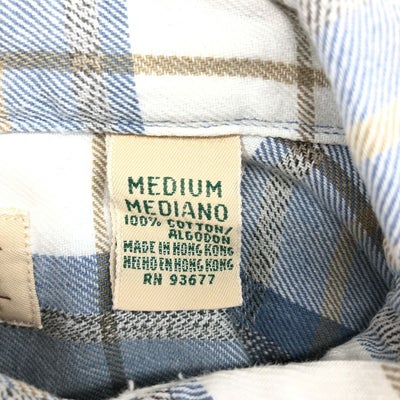 MEDIUM
MEDIANO
100% COTTON/
ALGODON
MADE IN HONG KONG
HECHO EN HONG KONG
RN 93677